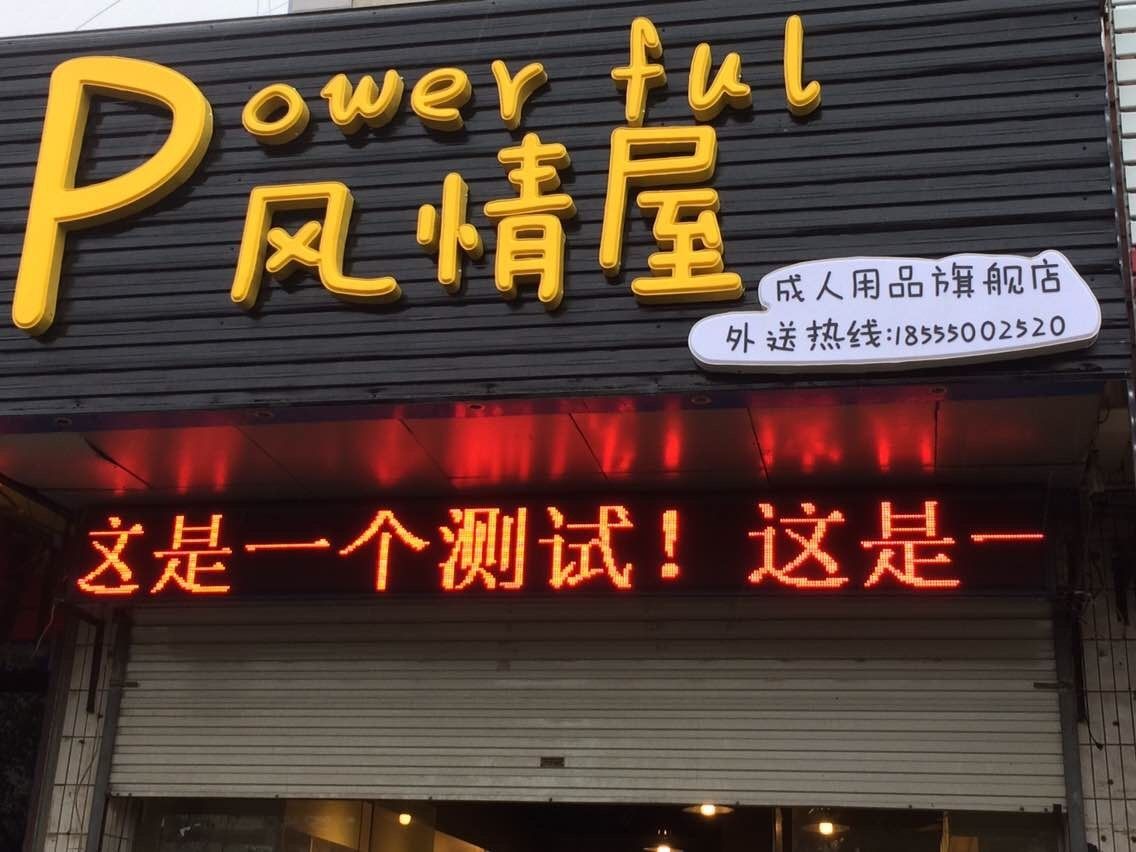 Powerful
风情屋
成人用品旗舰店
外送热线:18555002520
这是一个测试！这是一